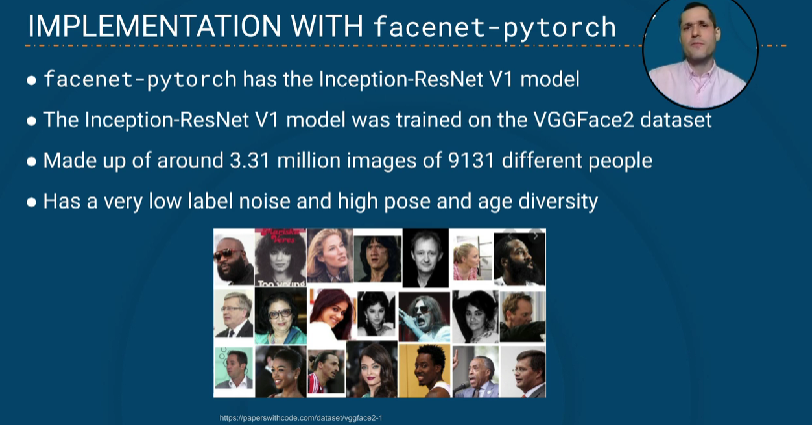 IMPLEMENTATION WITH facenet-pytorch
● facenet-pytorch has the Inception-ResNet V1 model
● The Inception-ResNet V1 model was trained on the VGGFace2 dataset
● Made up of around 3.31 million images of 9131 different people
● Has a very low label noise and high pose and age diversity
Too young
https://paperswithcode.com/dataset/vggface2-1